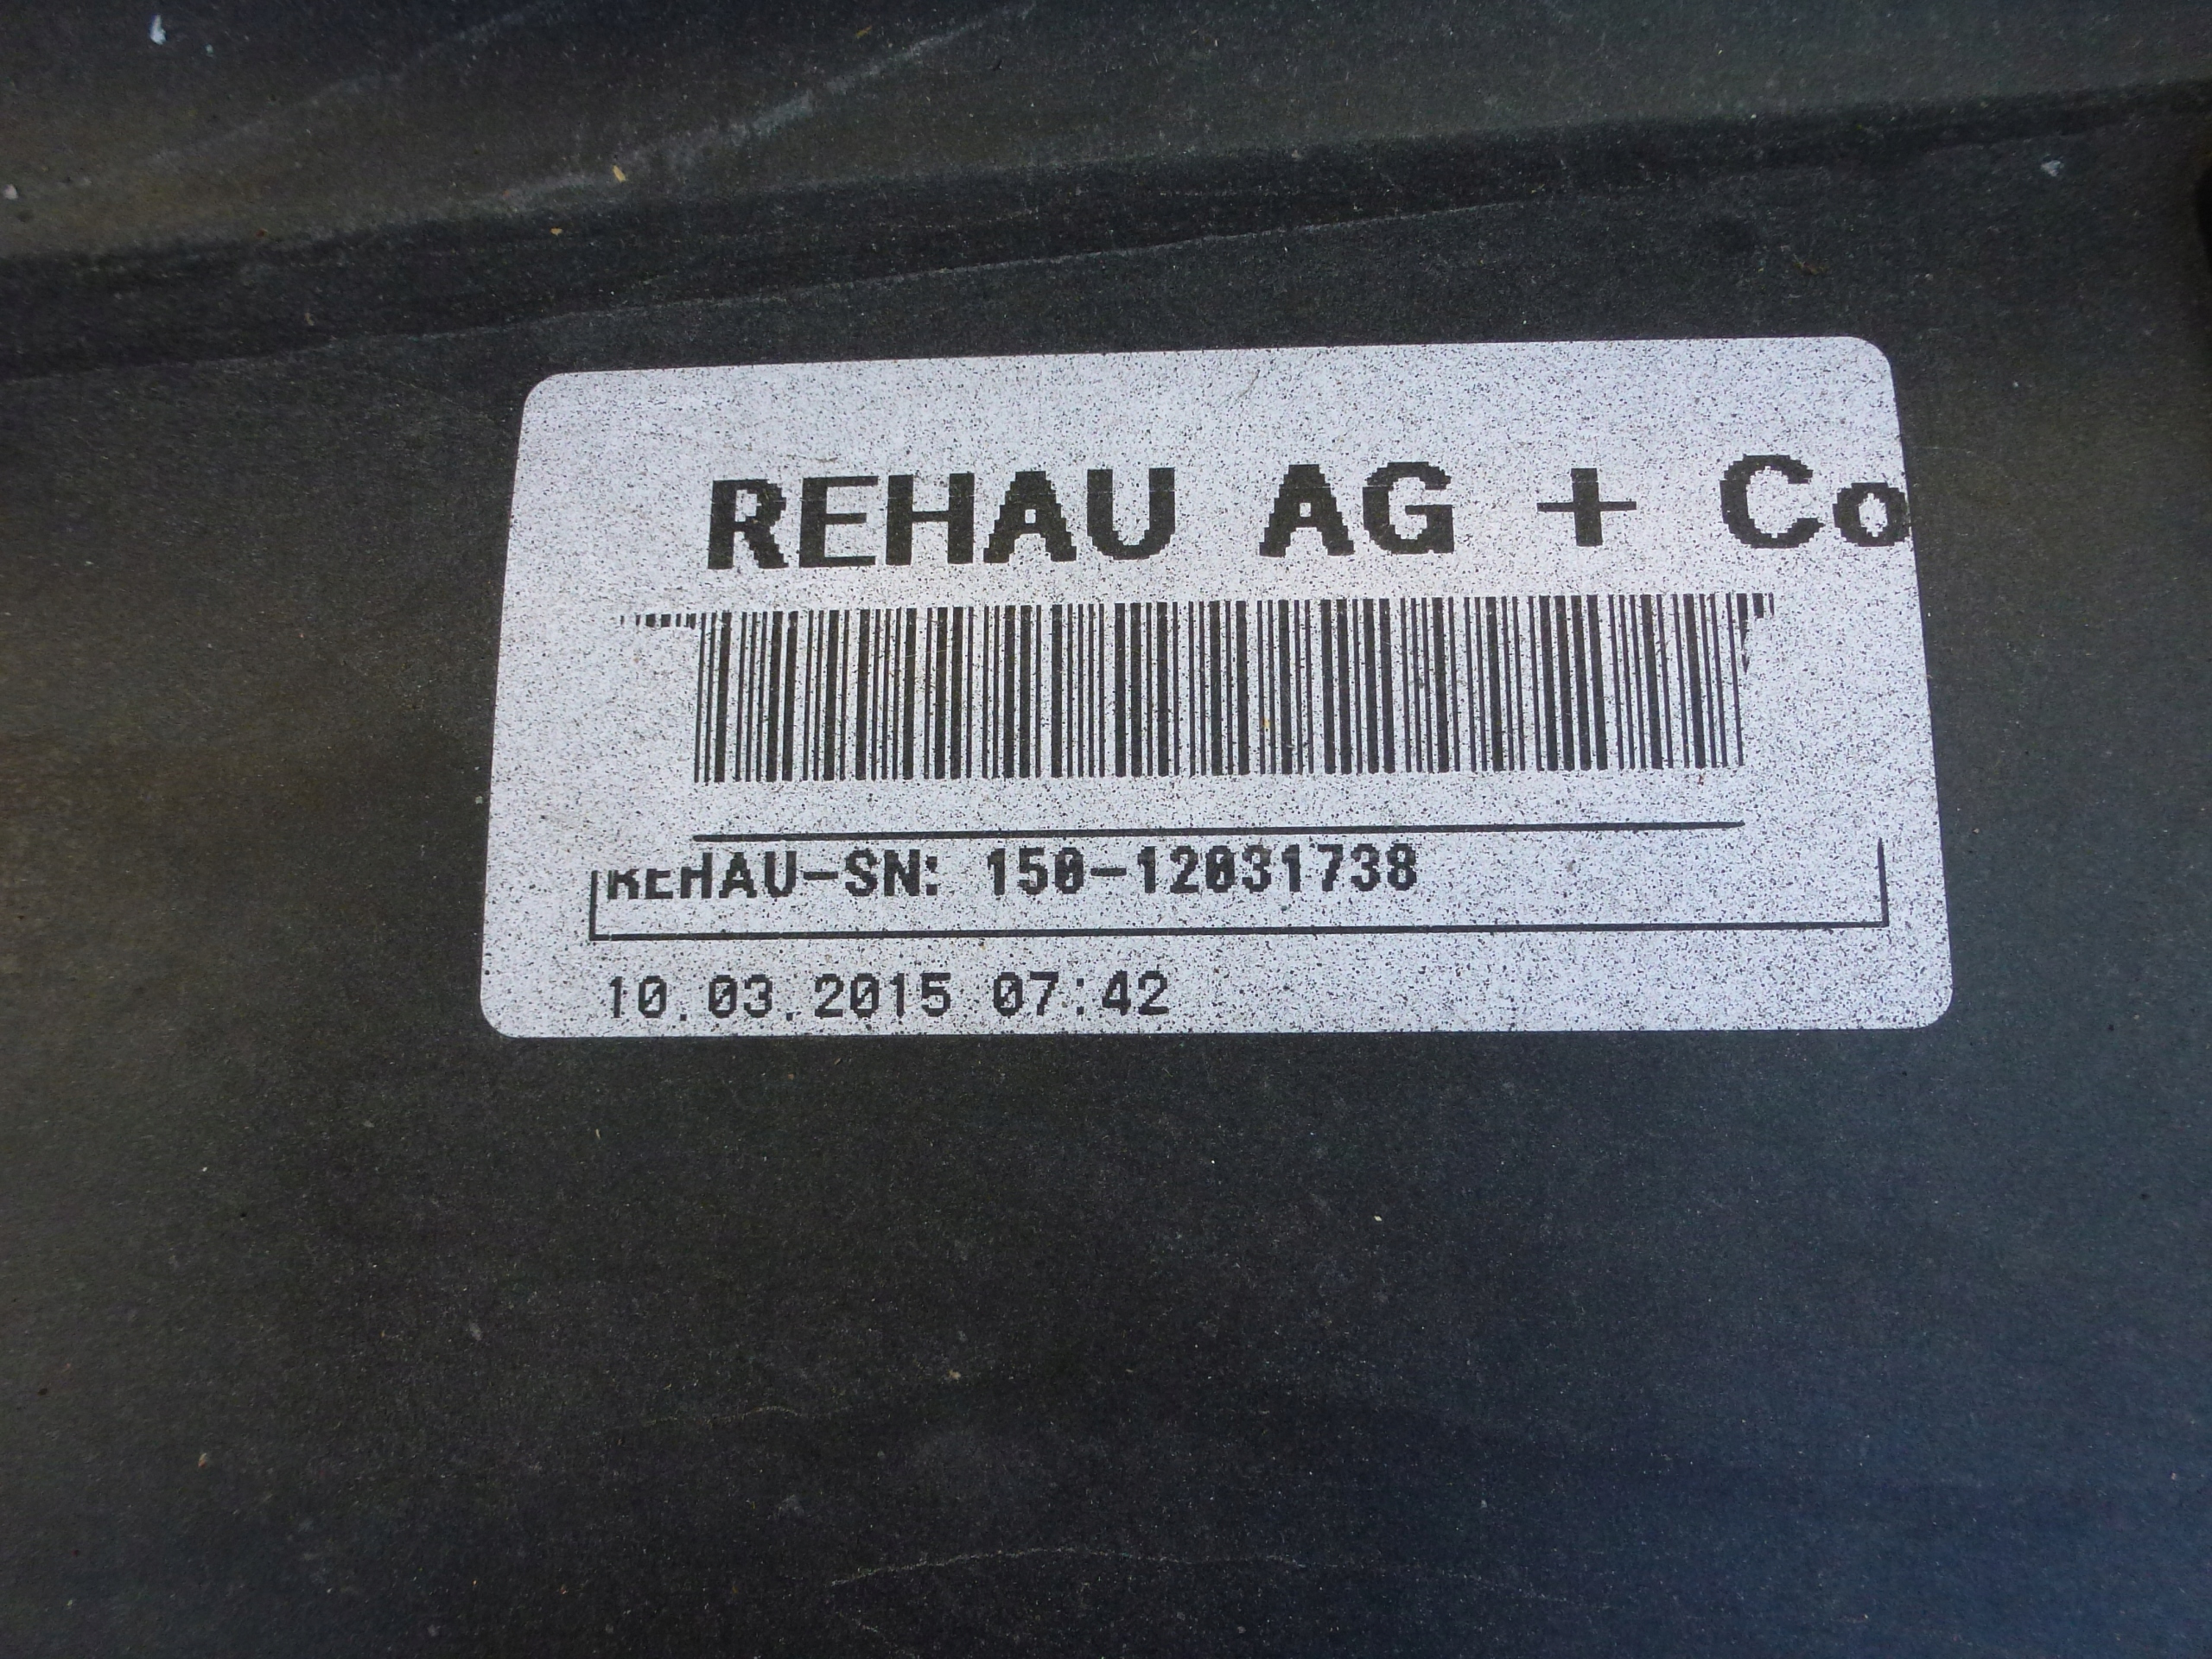 REHAU AG + Co
REHAU-SN: 150-12031738
10.03.2015 07:42